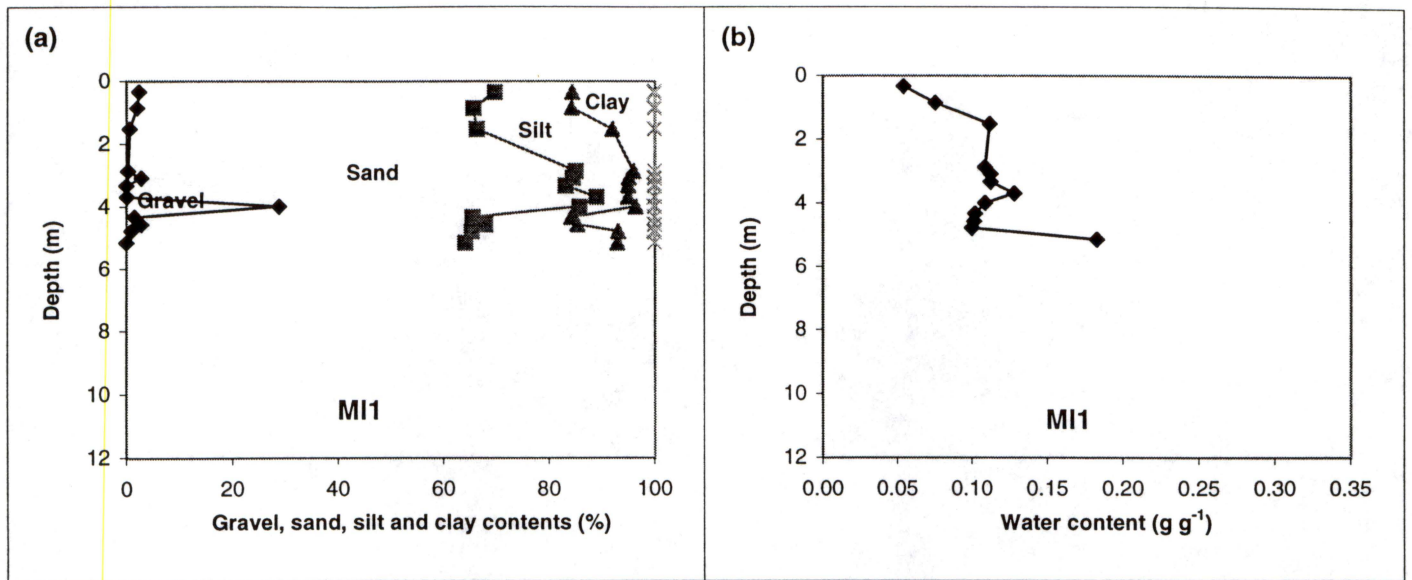 (a)
0
2
4
6
8
10
12
Depth (m)
Clay
Silt
Sand
Gravel
MI1
0 20 40 60 80 100
Gravel, sand, silt and clay contents (%)
(b)
0
2
4
6
8
10
12
Depth (m)
MI1
0.00 0.05 0.10 0.15 0.20 0.25 0.30 0.35
Water content (g g⁻¹)